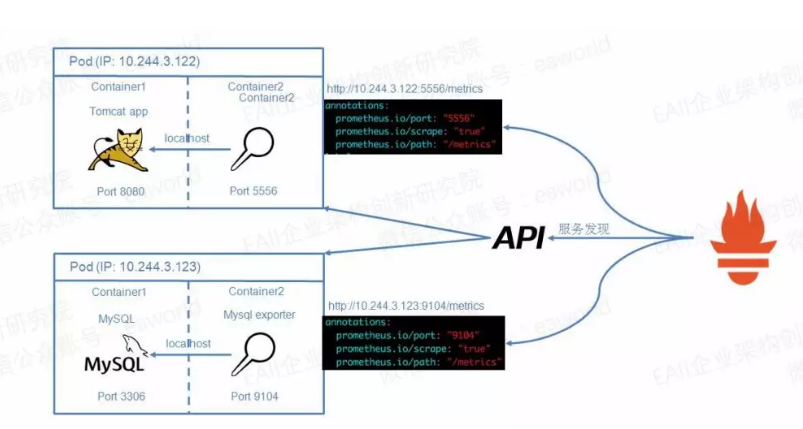 Pod (IP: 10.244.3.122)
Container1
Tomcat app
Port 8080
Container2
Container2
localhost
Port 5556
http://10.244.3.122:5556/metrics
annotations:
prometheus.io/port: "5556"
prometheus.io/scrape: "true"
prometheus.io/path: "/metrics"
API
服务发现
Pod (IP: 10.244.3.123)
Container1
MySQL
MySQL
Port 3306
Container2
Mysql exporter
localhost
Port 9104
http://10.244.3.123:9104/metrics
annotations:
prometheus.io/port: "9104"
prometheus.io/scrape: "true"
prometheus.io/path: "/metrics"
EAII企业架构创新研究院
微信公众账号：eaworld